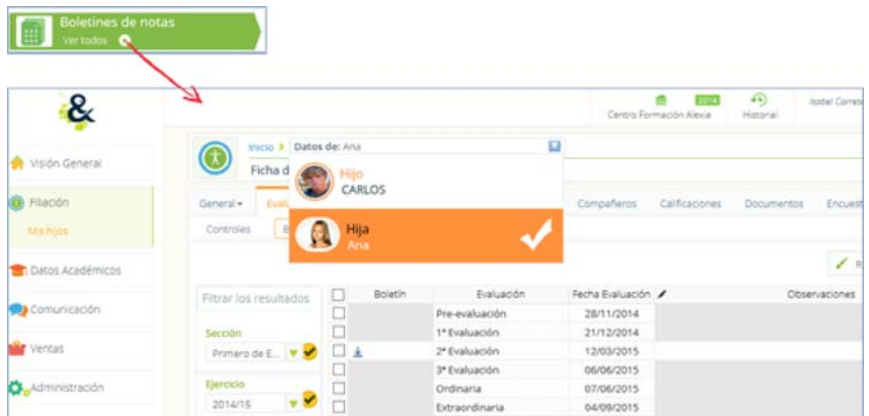 Boletines de notas
Ver todos
&
2014
Centro Formación Alexia
Historial
Isabel
Inicio > Datos de: Ana
Ficha d
Hijo
CARLOS
Hija
Ana
Visión General
Filiación
Mis hijos
Datos Académicos
Comunicación
Ventas
Administración
General
Compañeros
Calificaciones
Documentos
Encuest
Controles
Filtrar los resultados
Sección
Primero de E...
Ejercicio
2014/15
Boletín Evaluación Fecha Evaluación Observaciones
Pre-evaluación 28/11/2014
1ª Evaluación 21/12/2014
2ª Evaluación 12/03/2015
3ª Evaluación 06/06/2015
Ordinaria 07/06/2015
Extraordinaria 04/09/2015